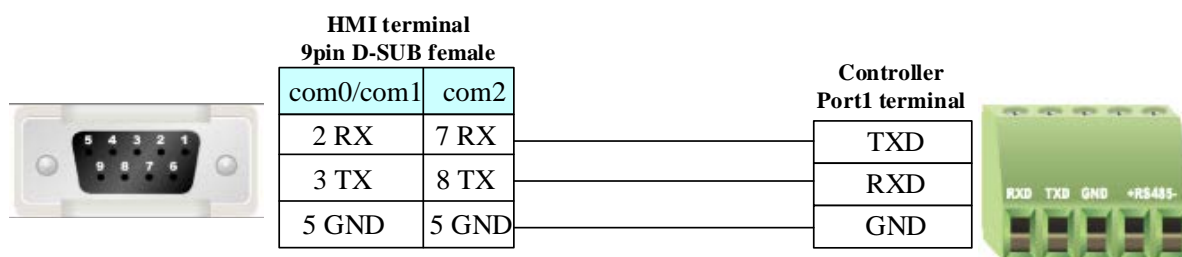 HMI terminal
9pin D-SUB female
com0/com1 com2
2 RX 7 RX
3 TX 8 TX
5 GND 5 GND
Controller
Port1 terminal
TXD
RXD
GND
5 4 3 2 1
9 8 7 6
RXD TXD GND +RS485-